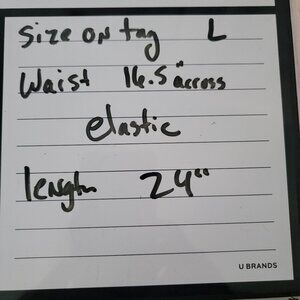 Size on tag L
Waist 16.5" across
elastic
length 24"
U BRANDS